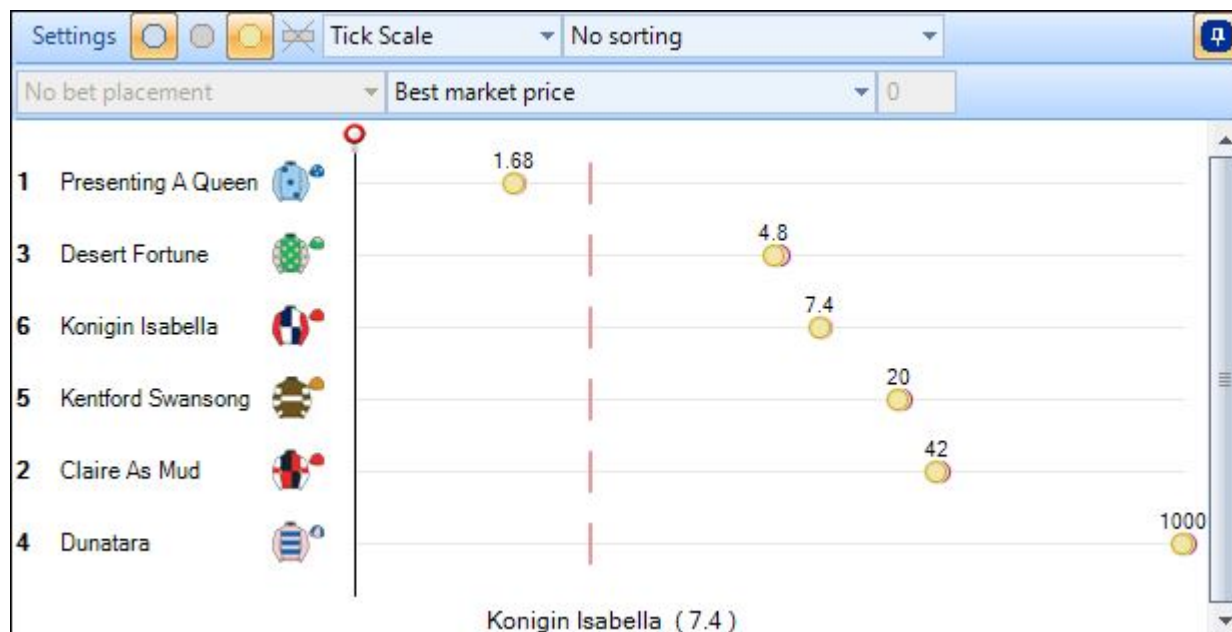 Settings Tick Scale No sorting
No bet placement Best market price 0
1 Presenting A Queen 1.68
3 Desert Fortune 4.8
6 Konigin Isabella 7.4
5 Kentford Swansong 20
2 Claire As Mud 42
4 Dunatara 1000
Konigin Isabella ( 7.4 )